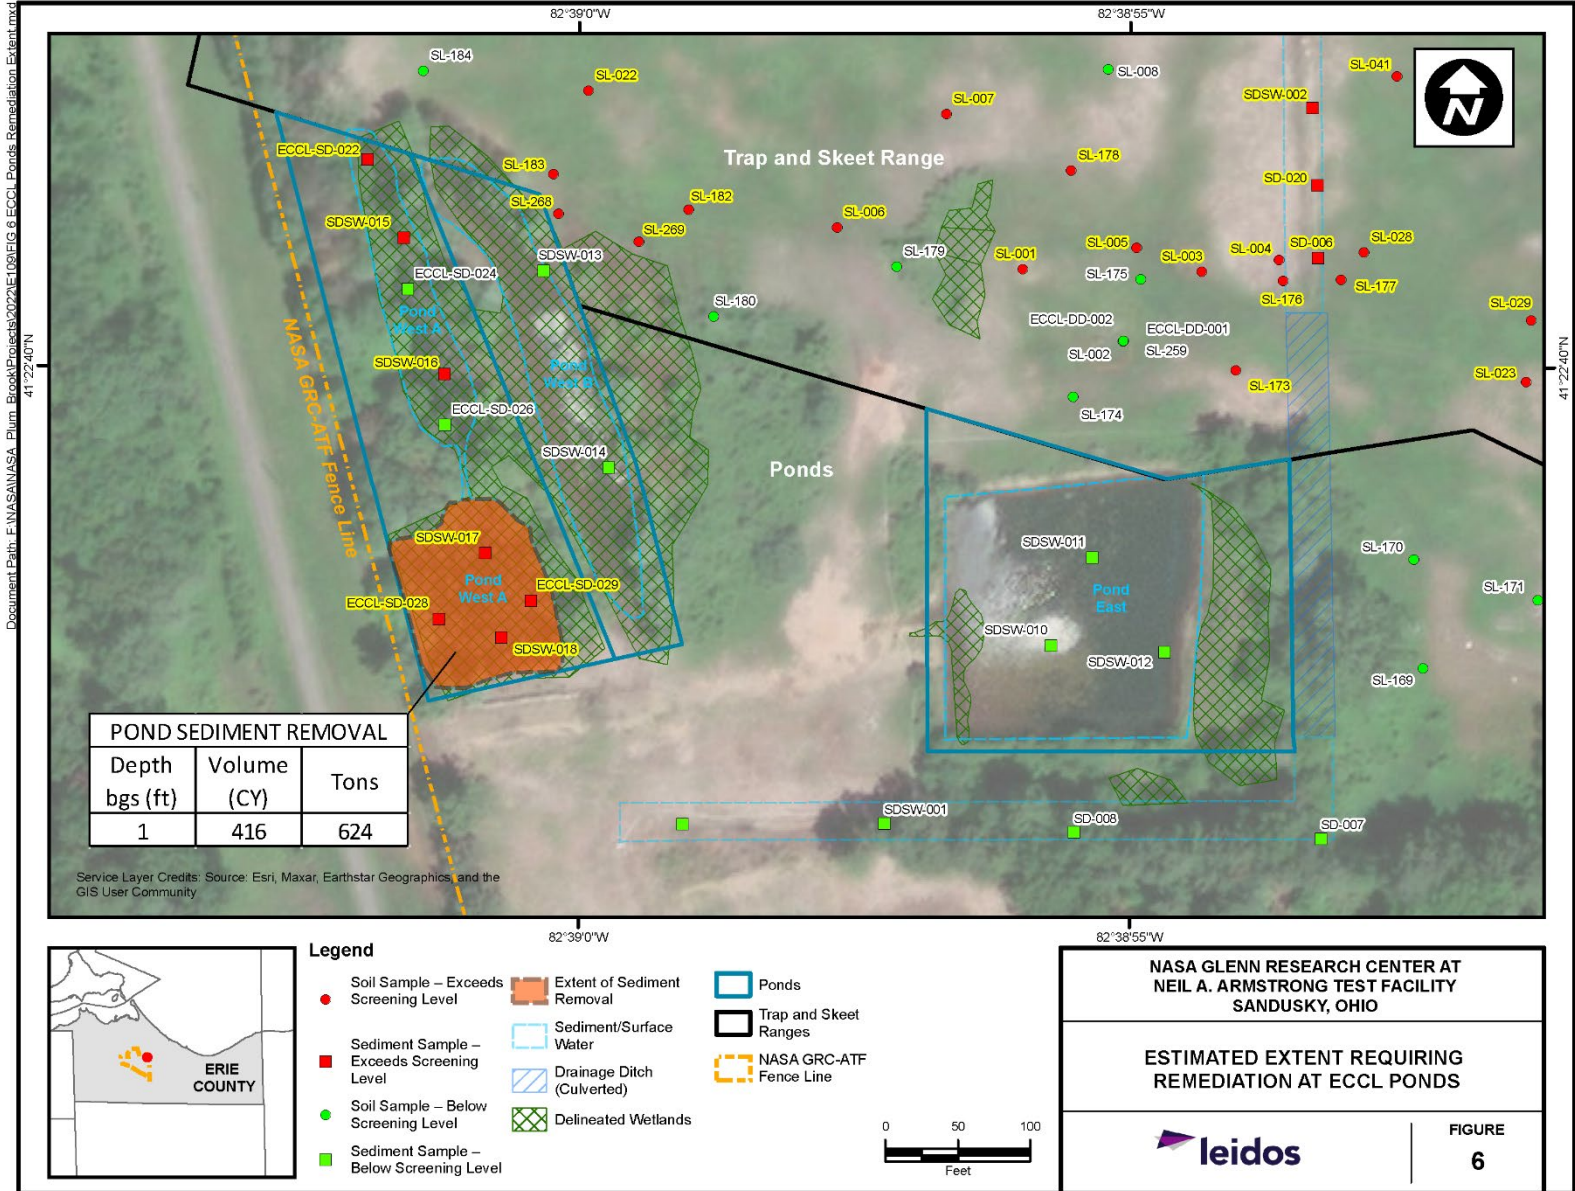 Document Path: F:\NASA\NASA_Plum_Brook\Projects\2022\E109\FIG 6 ECCL Ponds Remediation Extent.mxd
82°39'0"W
82°38'55"W
41°22'40"N
41°22'40"N
SL-184
SL-022
SL-008
SL-041
SL-007
SDSW-002
ECCL-SD-022
SL-183
Trap and Skeet Range
SL-178
SD-020
SL-268
SL-182
SDSW-015
SL-006
SL-269
SL-005
SL-004
SD-006
SL-028
SDSW-013
SL-179
SL-001
SL-003
ECCL-SD-024
SL-175
SL-176
SL-177
SL-180
SL-029
Pond
West A
ECCL-DD-002
ECCL-DD-001
SL-002
SL-259
NASA GRC-ATF Fence Line
SDSW-016
Pond
West B
SL-173
SL-023
ECCL-SD-026
SL-174
SDSW-014
Ponds
SDSW-017
SDSW-011
SL-170
Pond
West A
ECCL-SD-029
Pond
East
SL-171
ECCL-SD-028
SDSW-010
SDSW-018
SDSW-012
SL-169
POND SEDIMENT REMOVAL
Depth
bgs (ft)
Volume
(CY)
Tons
1
416
624
SDSW-001
SD-008
SD-007
Service Layer Credits: Source: Esri, Maxar, Earthstar Geographics, and the
GIS User Community
N
82°39'0"W
82°38'55"W
ERIE
COUNTY
Legend
Soil Sample – Exceeds
Screening Level
Sediment Sample –
Exceeds Screening
Level
Soil Sample – Below
Screening Level
Sediment Sample –
Below Screening Level
Extent of Sediment
Removal
Sediment/Surface
Water
Drainage Ditch
(Culverted)
Delineated Wetlands
Ponds
Trap and Skeet
Ranges
NASA GRC-ATF
Fence Line
0 50 100
Feet
NASA GLENN RESEARCH CENTER AT
NEIL A. ARMSTRONG TEST FACILITY
SANDUSKY, OHIO
ESTIMATED EXTENT REQUIRING
REMEDIATION AT ECCL PONDS
leidos
FIGURE
6